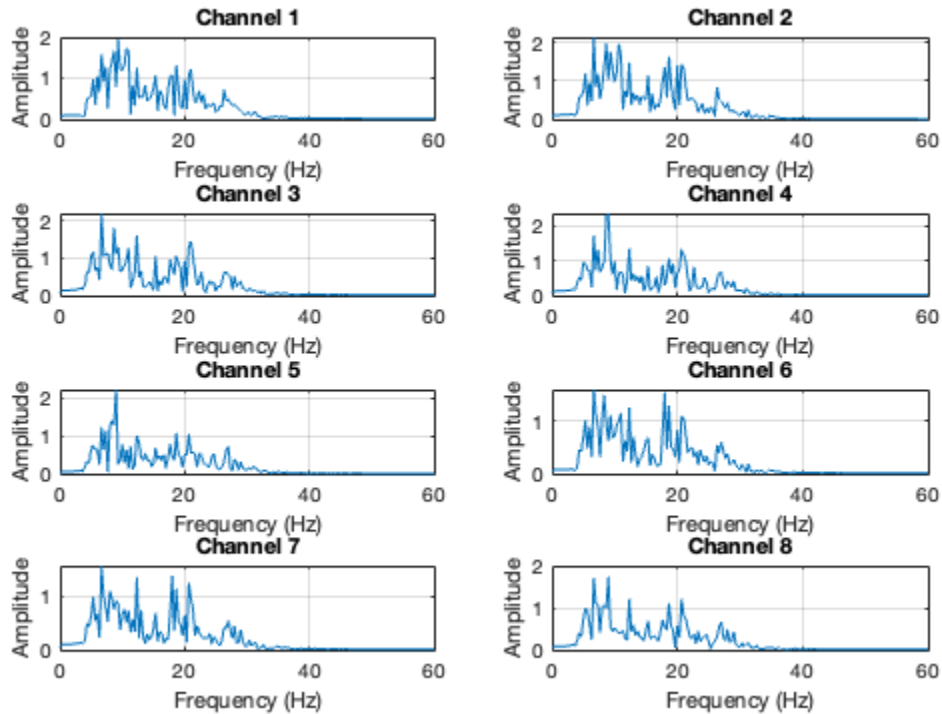 Channel 1
Amplitude
2
1
0
0 20 40 60
Frequency (Hz)
Channel 2
Amplitude
2
1
0
0 20 40 60
Frequency (Hz)
Channel 3
Amplitude
2
1
0
0 20 40 60
Frequency (Hz)
Channel 4
Amplitude
2
1
0
0 20 40 60
Frequency (Hz)
Channel 5
Amplitude
2
1
0
0 20 40 60
Frequency (Hz)
Channel 6
Amplitude
1
0
0 20 40 60
Frequency (Hz)
Channel 7
Amplitude
1
0
0 20 40 60
Frequency (Hz)
Channel 8
Amplitude
2
1
0
0 20 40 60
Frequency (Hz)